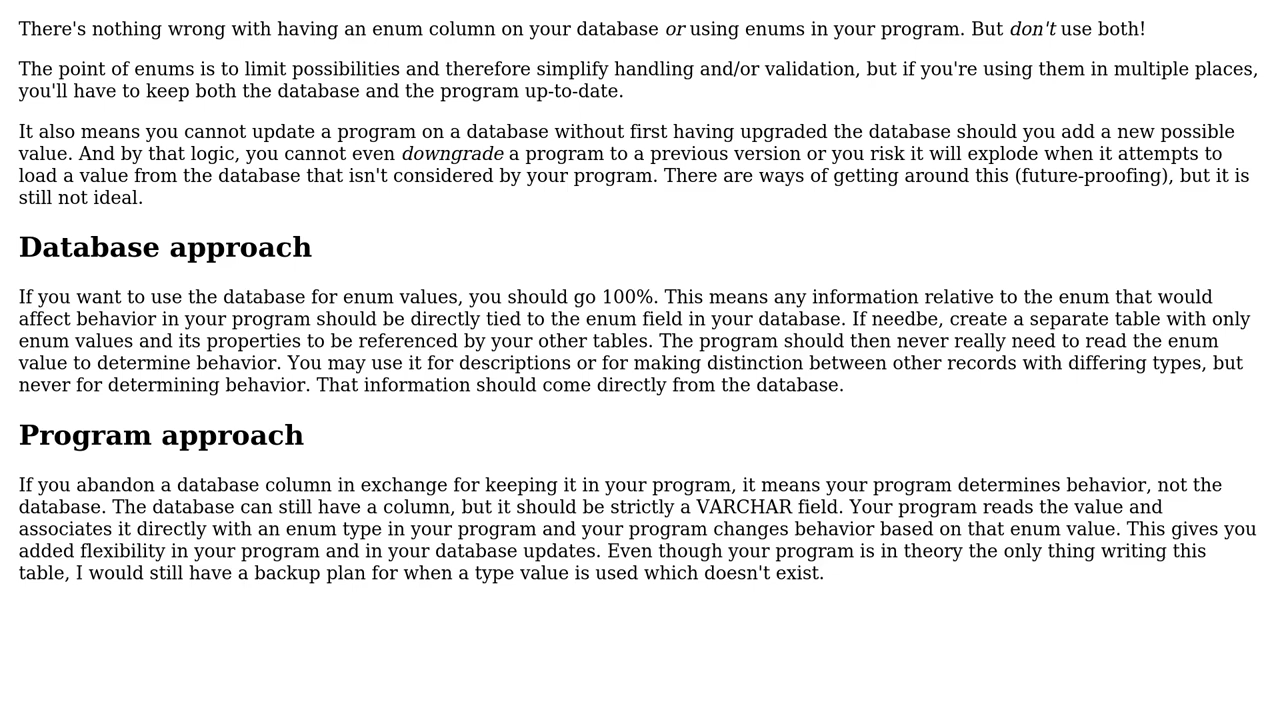 There's nothing wrong with having an enum column on your database or using enums in your program. But don't use both!
The point of enums is to limit possibilities and therefore simplify handling and/or validation, but if you're using them in multiple places,
you'll have to keep both the database and the program up-to-date.
It also means you cannot update a program on a database without first having upgraded the database should you add a new possible
value. And by that logic, you cannot even downgrade a program to a previous version or you risk it will explode when it attempts to
load a value from the database that isn't considered by your program. There are ways of getting around this (future-proofing), but it is
still not ideal.
Database approach
If you want to use the database for enum values, you should go 100%. This means any information relative to the enum that would
affect behavior in your program should be directly tied to the enum field in your database. If needbe, create a separate table with only
enum values and its properties to be referenced by your other tables. The program should then never really need to read the enum
value to determine behavior. You may use it for descriptions or for making distinction between other records with differing types, but
never for determining behavior. That information should come directly from the database.
Program approach
If you abandon a database column in exchange for keeping it in your program, it means your program determines behavior, not the
database. The database can still have a column, but it should be strictly a VARCHAR field. Your program reads the value and
associates it directly with an enum type in your program and your program changes behavior based on that enum value. This gives you
added flexibility in your program and in your database updates. Even though your program is in theory the only thing writing this
table, I would still have a backup plan for when a type value is used which doesn't exist.